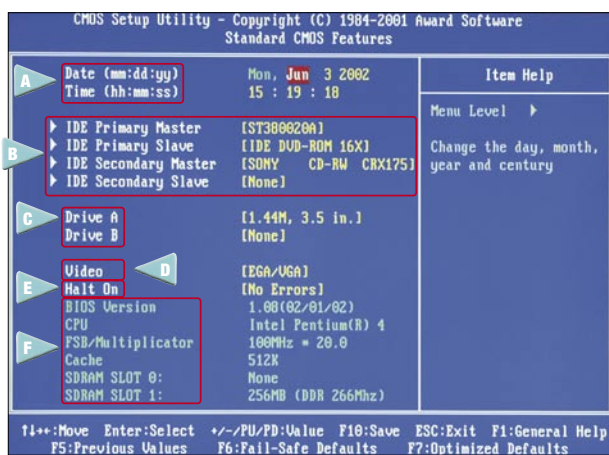 CMOS Setup Utility - Copyright (C) 1984-2001 Award Software
Standard CMOS Features
A Date (mm:dd:yy) Mon, Jun 3 2002
Time (hh:mm:ss) 15 : 19 : 18
Item Help
Menu Level
Change the day, month,
year and century
B
IDE Primary Master [ST380020A]
IDE Primary Slave [IDE DVD-ROM 16X]
IDE Secondary Master [SONY CD-RW CRX175]
IDE Secondary Slave [None]
C Drive A [1.44M, 3.5 in.]
Drive B [None]
Video D [EGA/VGA]
E Halt On [No Errors]
F
BIOS Version 1.08(02/01/02)
CPU Intel Pentium(R) 4
FSB/Multiplicator 100MHz * 20.0
Cache 512K
SDRAM SLOT 0: None
SDRAM SLOT 1: 256MB (DDR 266Mhz)
↑↓→←:Move Enter:Select +/-/PU/PD:Value F10:Save ESC:Exit F1:General Help
F5:Previous Values F6:Fail-Safe Defaults F7:Optimized Defaults